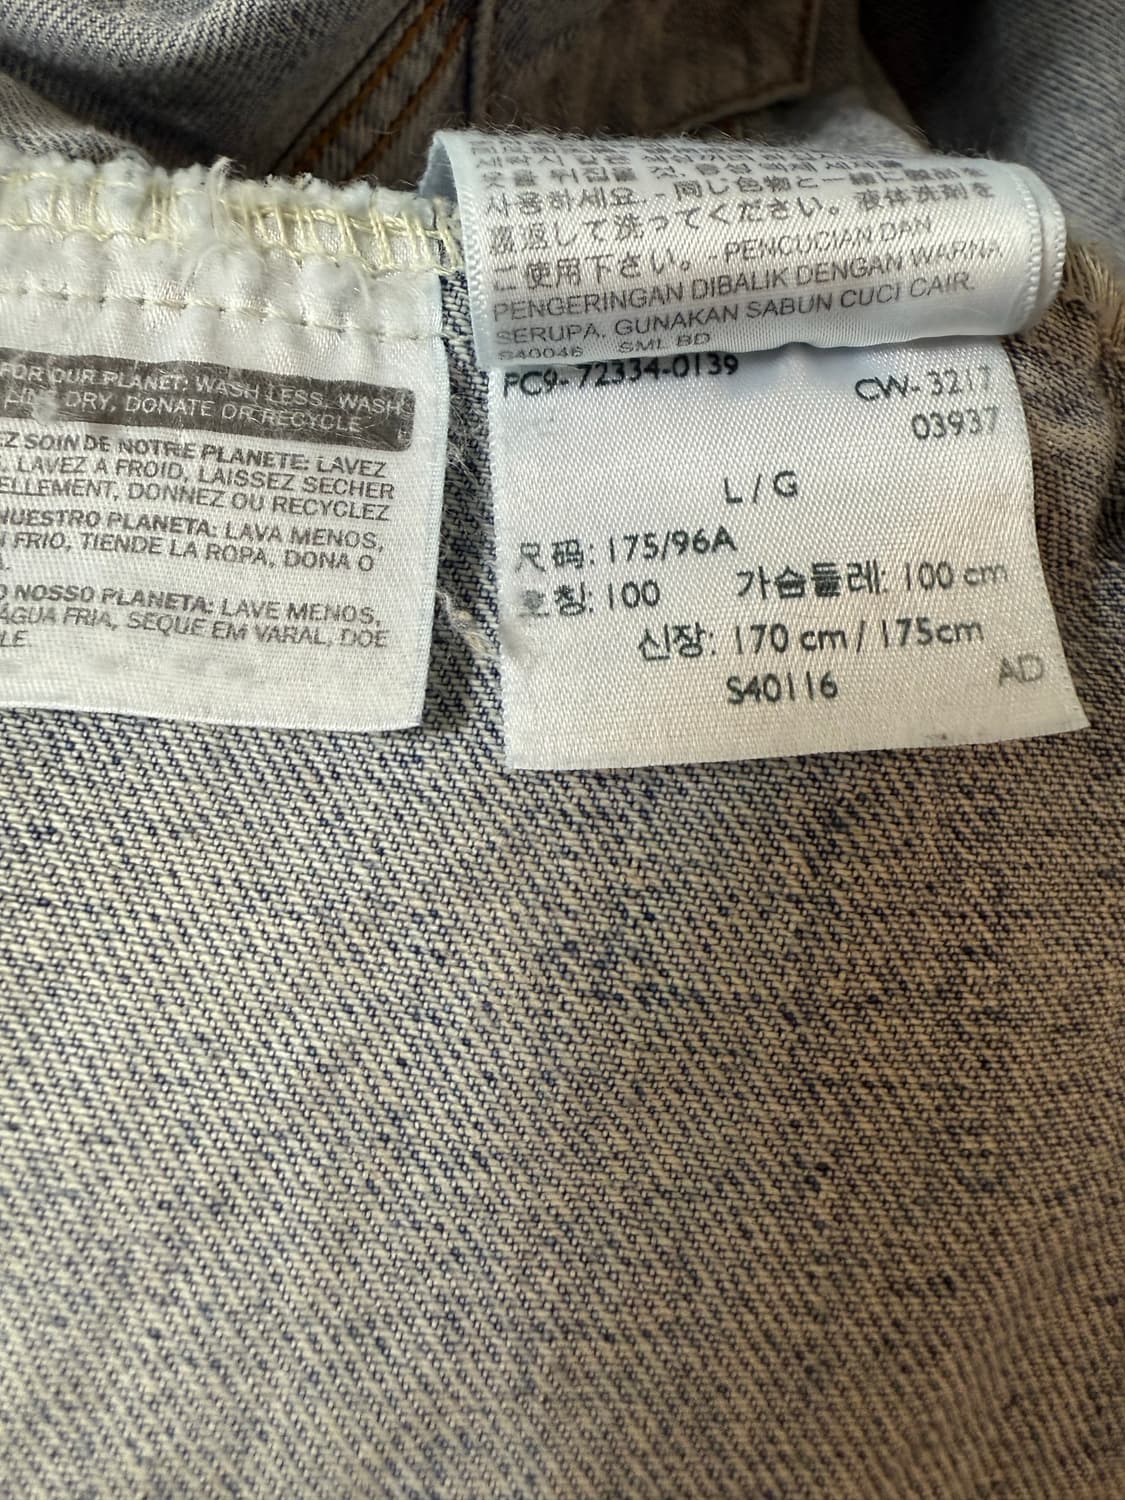 FOR OUR PLANET: WASH LESS, WASH
LINE DRY, DONATE OR RECYCLE
EZ SOIN DE NOTRE PLANETE: LAVEZ
. LAVEZ A FROID, LAISSEZ SECHER
ELLEMENT, DONNEZ OU RECYCLEZ
NUESTRO PLANETA: LAVA MENOS,
FRIO, TIENDE LA ROPA, DONA O
O NOSSO PLANETA: LAVE MENOS,
AGUA FRIA, SEQUE EM VARAL, DOE
LE.
사용하세요. - 同じ色物と一緒に製品を
裏返して洗ってください。液体洗剤を
ご使用下さい。- PENCUCIAN DAN
PENGERINGAN DIBALIK DENGAN WARNA
SERUPA. GUNAKAN SABUN CUCI CAIR.
S40046 SML BD
PC9-72334-0139
CW- 3217
03937
L / G
尺码: 175/96A
호칭: 100 가슴둘레: 100 cm
신장: 170 cm / 175cm
S40116
AD